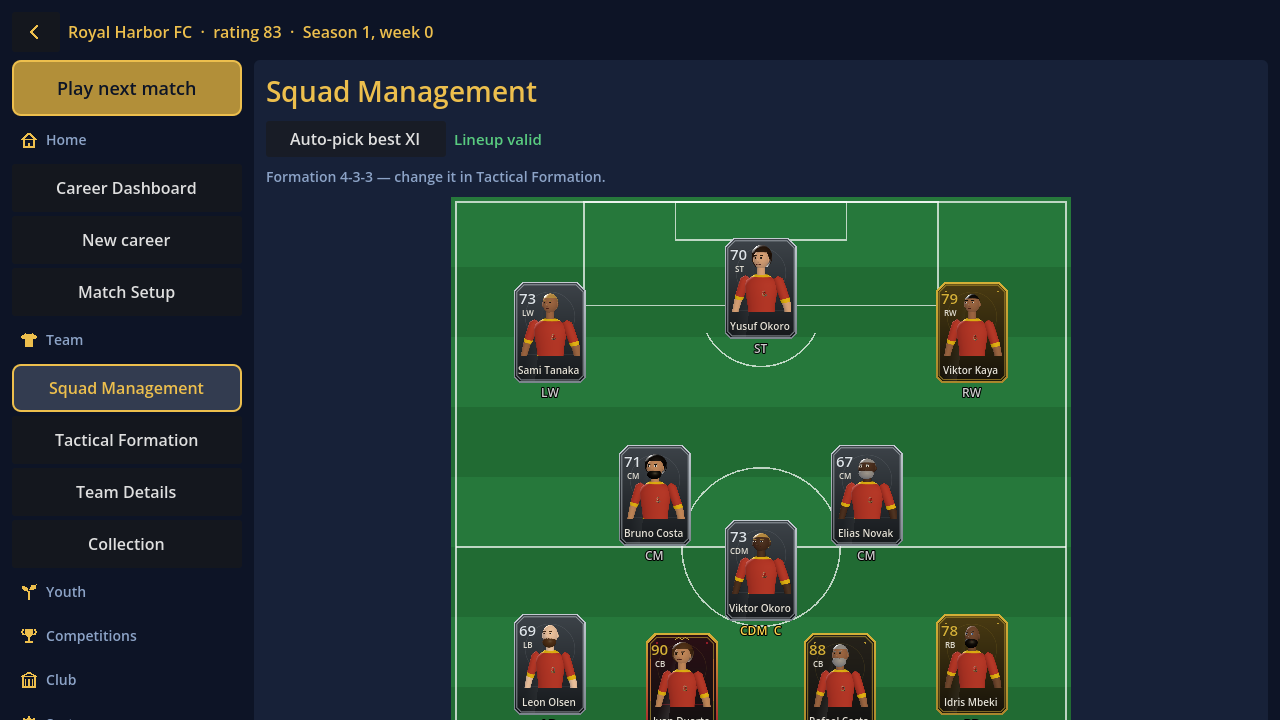 Royal Harbor FC · rating 83 · Season 1, week 0
Play next match
Home
Career Dashboard
New career
Match Setup
Team
Squad Management
Tactical Formation
Team Details
Collection
Youth
Competitions
Club
Squad Management
Auto-pick best XI
Lineup valid
Formation 4-3-3 — change it in Tactical Formation.
70
ST
Yusuf Okoro
ST
73
LW
Sami Tanaka
LW
79
RW
Viktor Kaya
RW
71
CM
Bruno Costa
CM
67
CM
Elias Novak
CM
73
CDM
Viktor Okoro
CDM C
69
LB
Leon Olsen
90
CB
88
CB
78
RB
Idris Mbeki